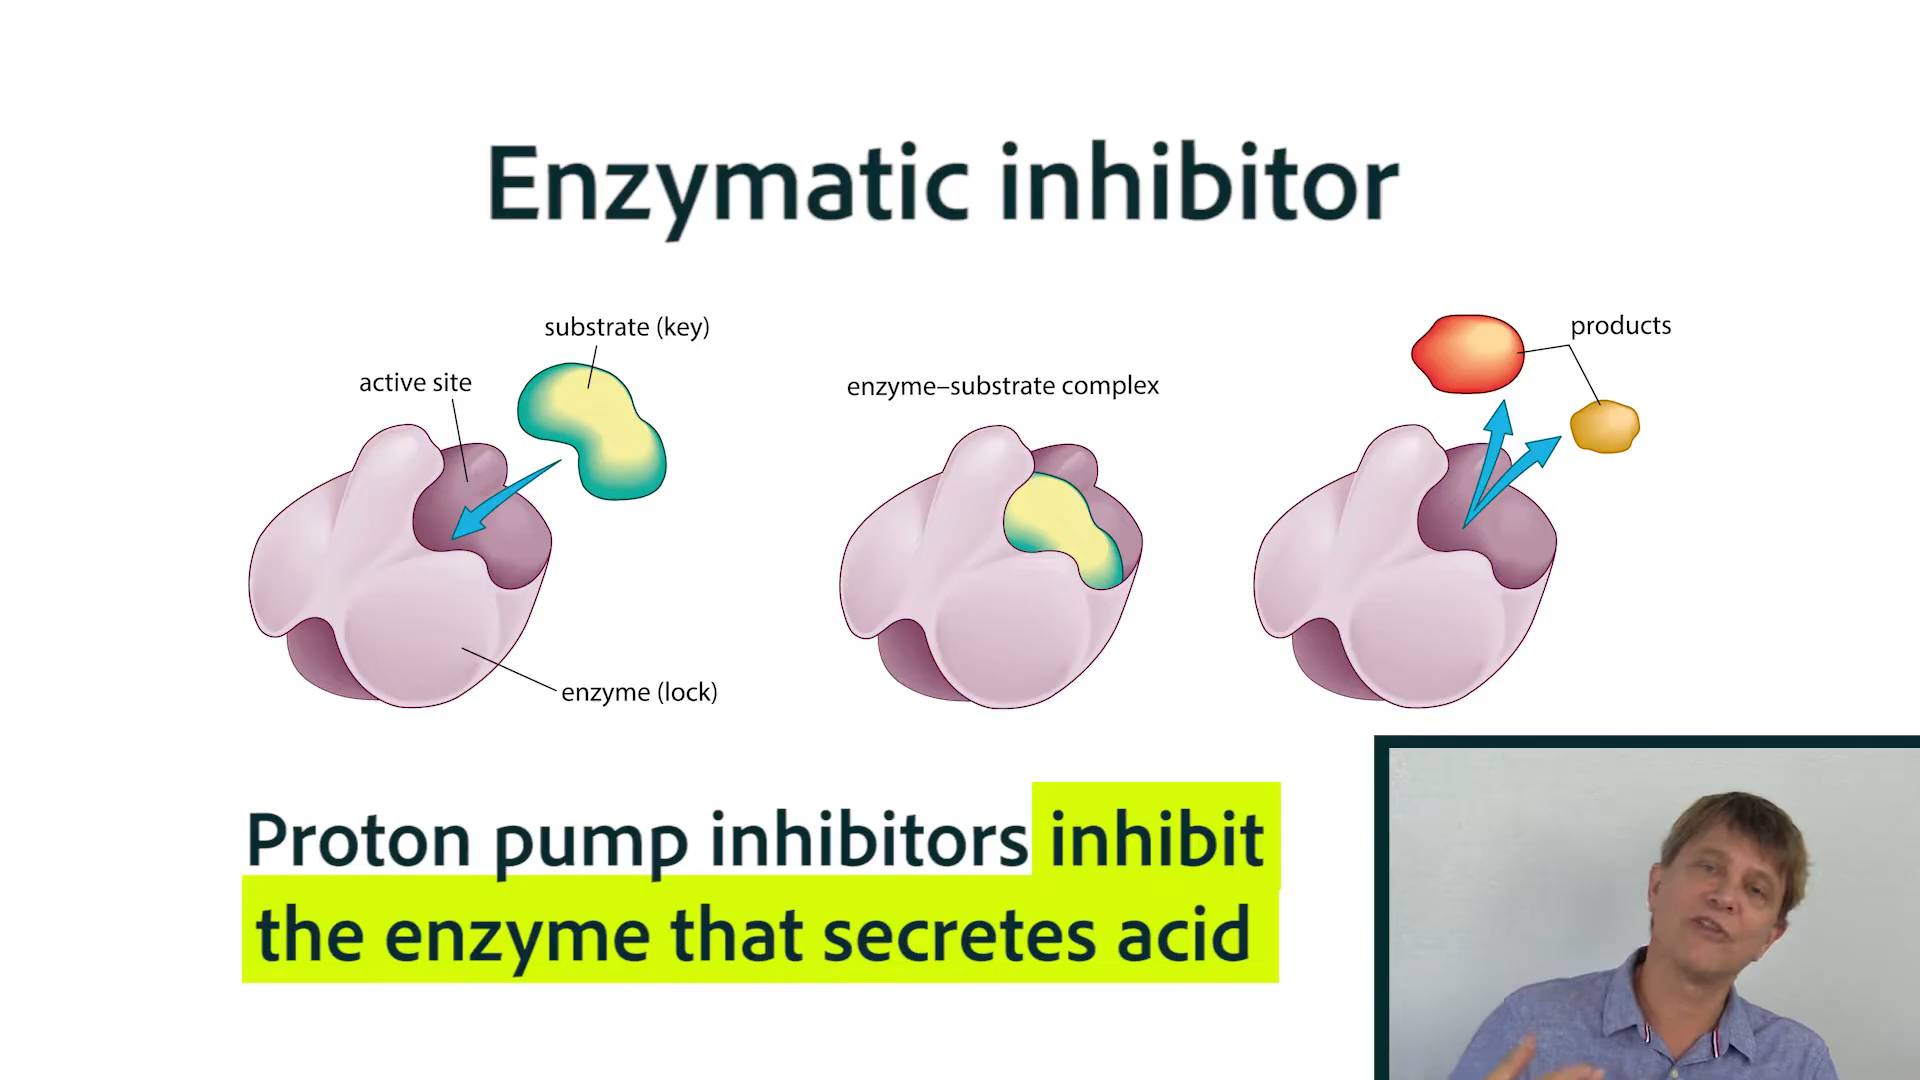 Enzymatic inhibitor
substrate (key)
active site
enzyme (lock)
enzyme–substrate complex
products
Proton pump inhibitors inhibit
the enzyme that secretes acid